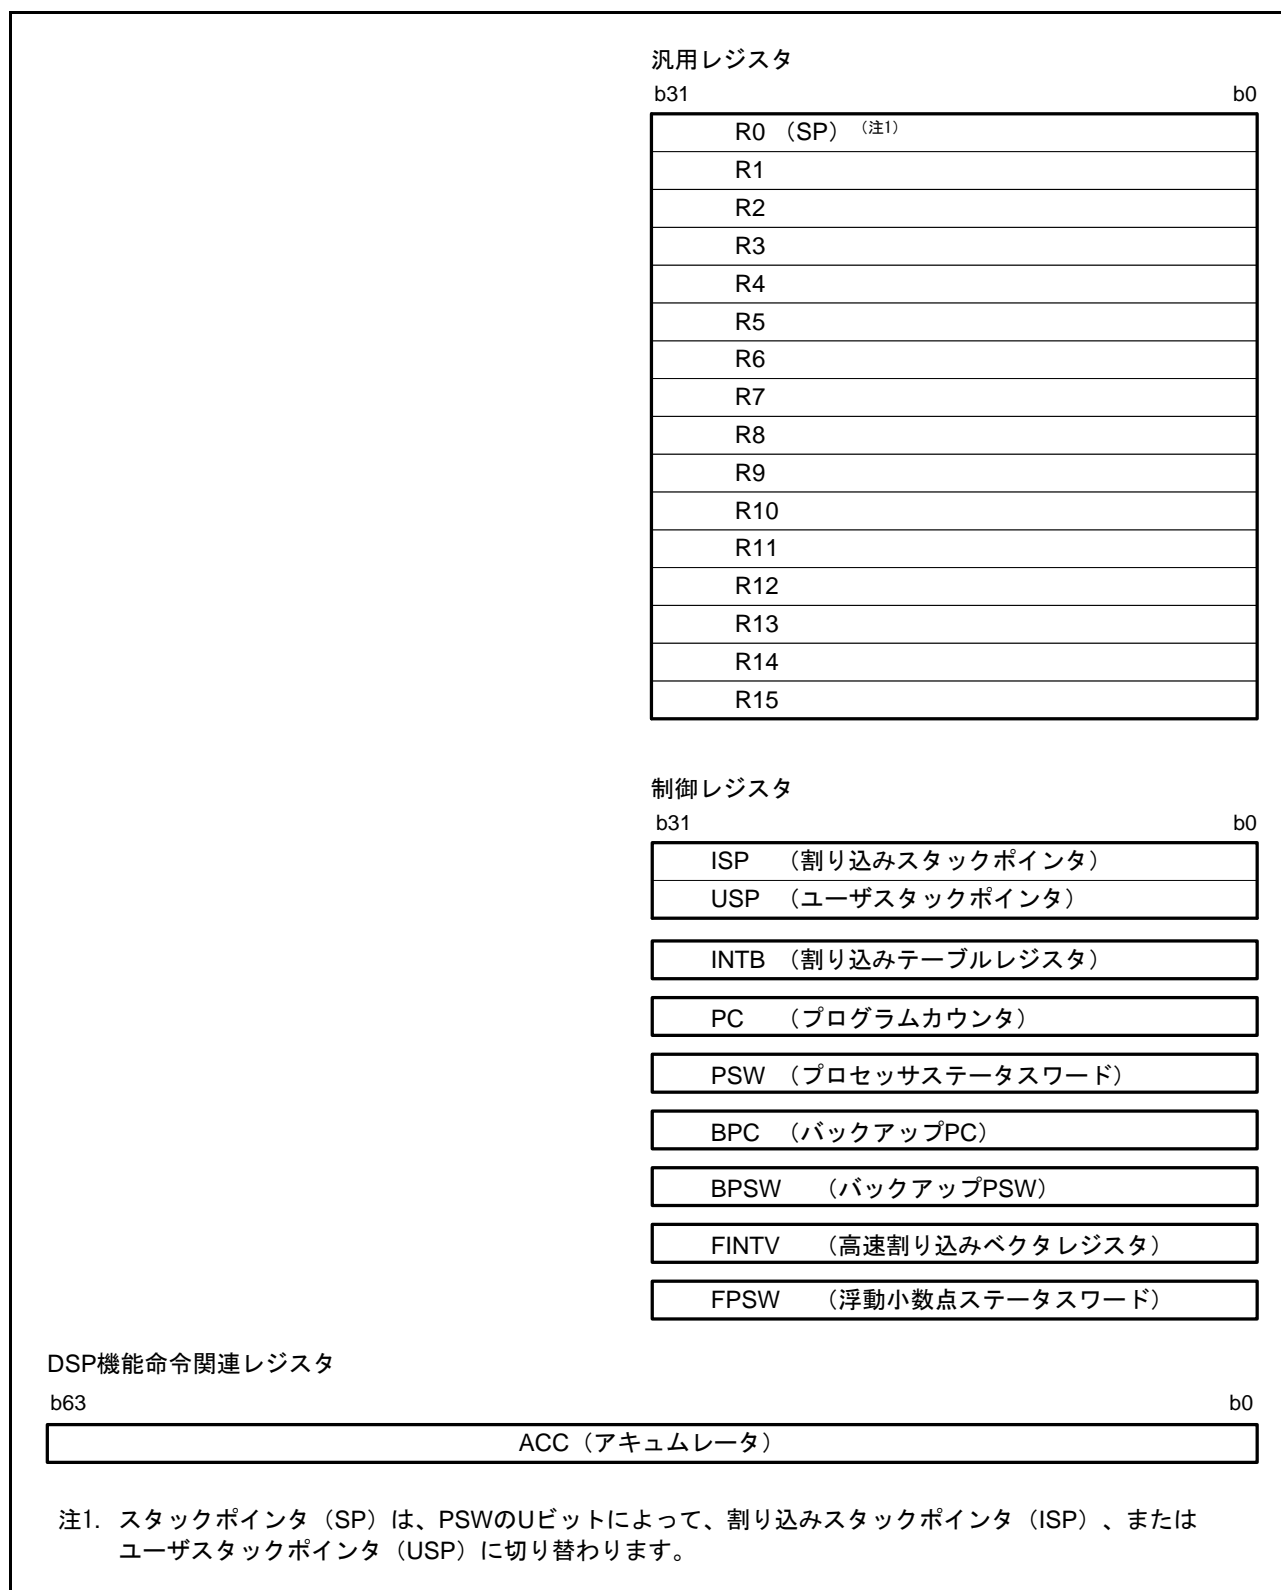 汎用レジスタ
b31 b0
R0 （SP）（注1）
R1
R2
R3
R4
R5
R6
R7
R8
R9
R10
R11
R12
R13
R14
R15
制御レジスタ
b31 b0
ISP （割り込みスタックポインタ）
USP （ユーザスタックポインタ）
INTB （割り込みテーブルレジスタ）
PC （プログラムカウンタ）
PSW （プロセッサステータスワード）
BPC （バックアップPC）
BPSW （バックアップPSW）
FINTV （高速割り込みベクタレジスタ）
FPSW （浮動小数点ステータスワード）
DSP機能命令関連レジスタ
b63 b0
ACC（アキュムレータ）
注1. スタックポインタ（SP）は、PSWのUビットによって、割り込みスタックポインタ（ISP）、または
ユーザスタックポインタ（USP）に切り替わります。